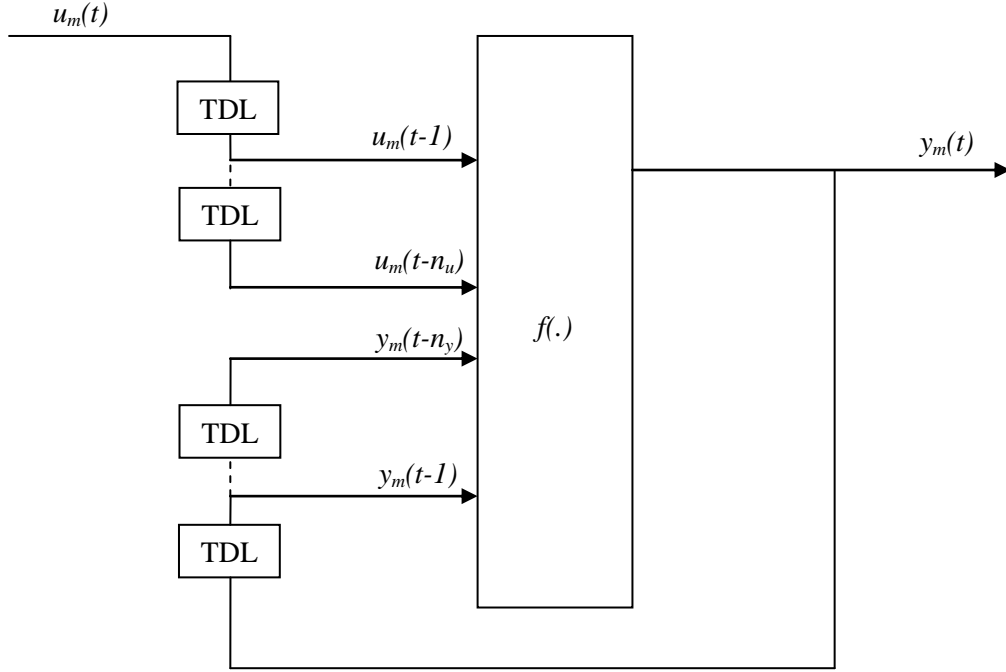 u_m(t)
TDL
u_m(t-1)
y_m(t)
TDL
u_m(t-n_u)
f(.)
y_m(t-n_y)
TDL
y_m(t-1)
TDL